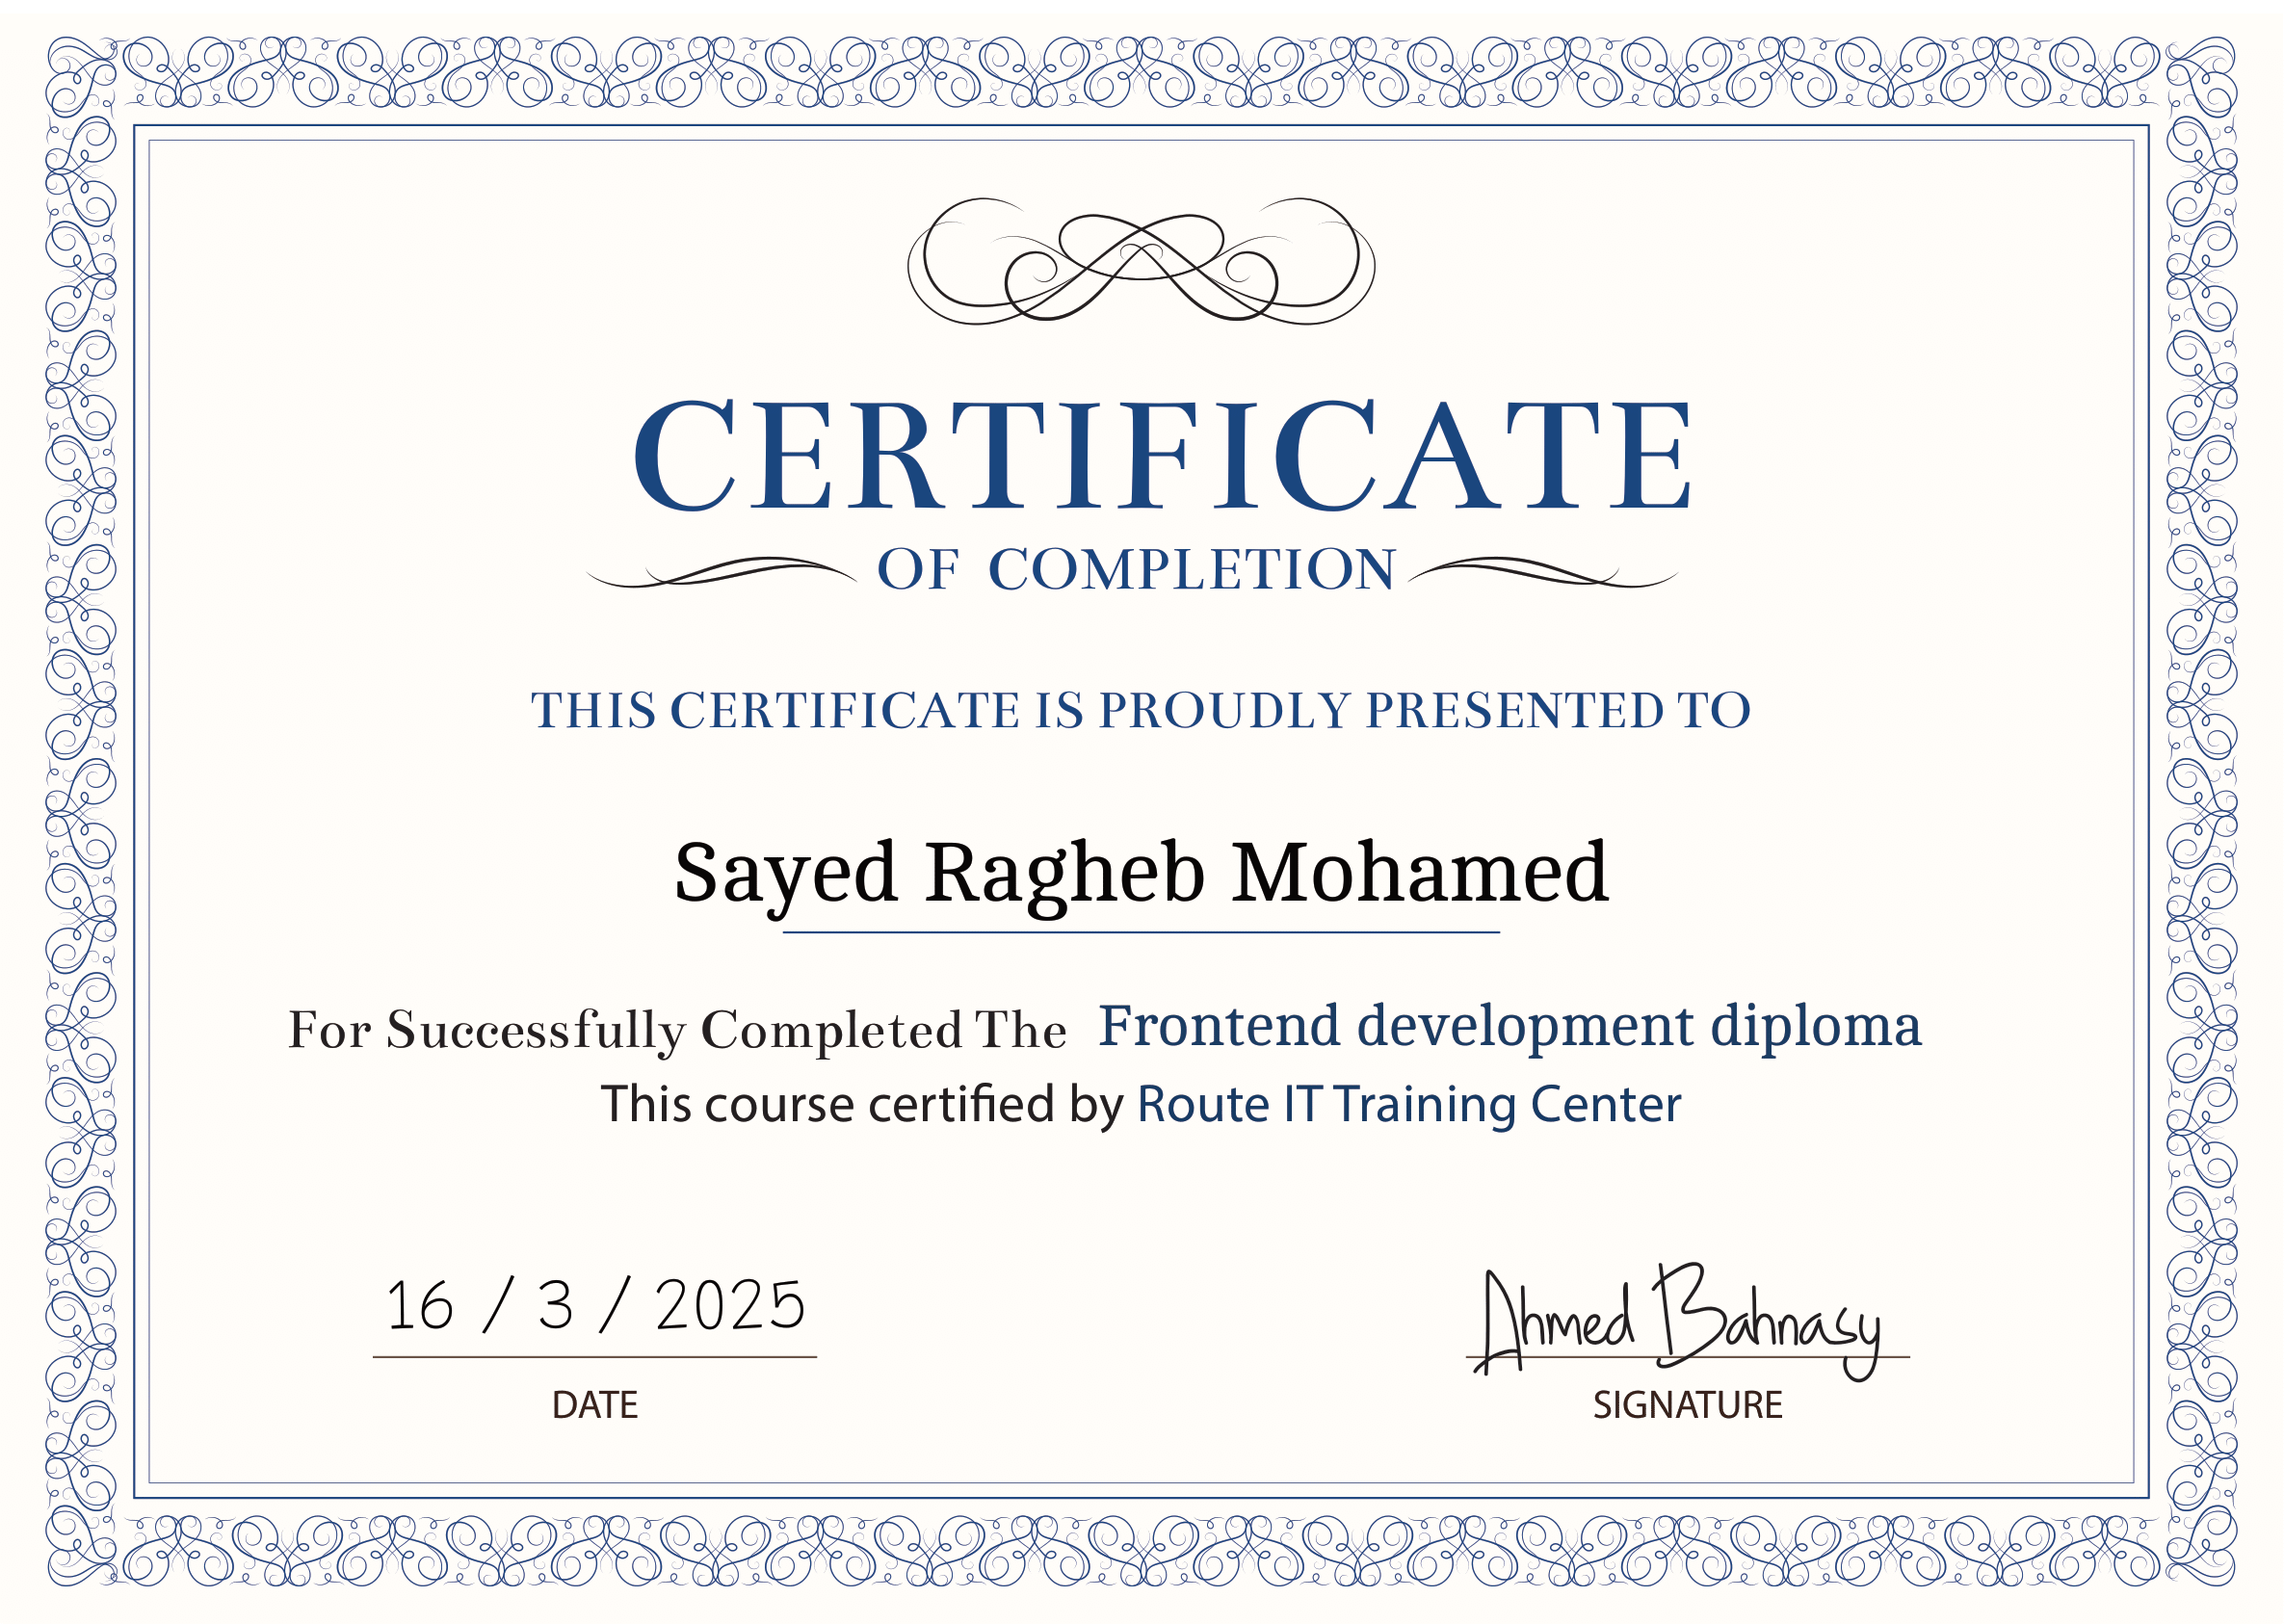 CERTIFICATE
OF COMPLETION
THIS CERTIFICATE IS PROUDLY PRESENTED TO
Sayed Ragheb Mohamed
For Successfully Completed The Frontend development diploma
This course certified by Route IT Training Center
16 / 3 / 2025
Ahmed Bahnasy
DATE
SIGNATURE